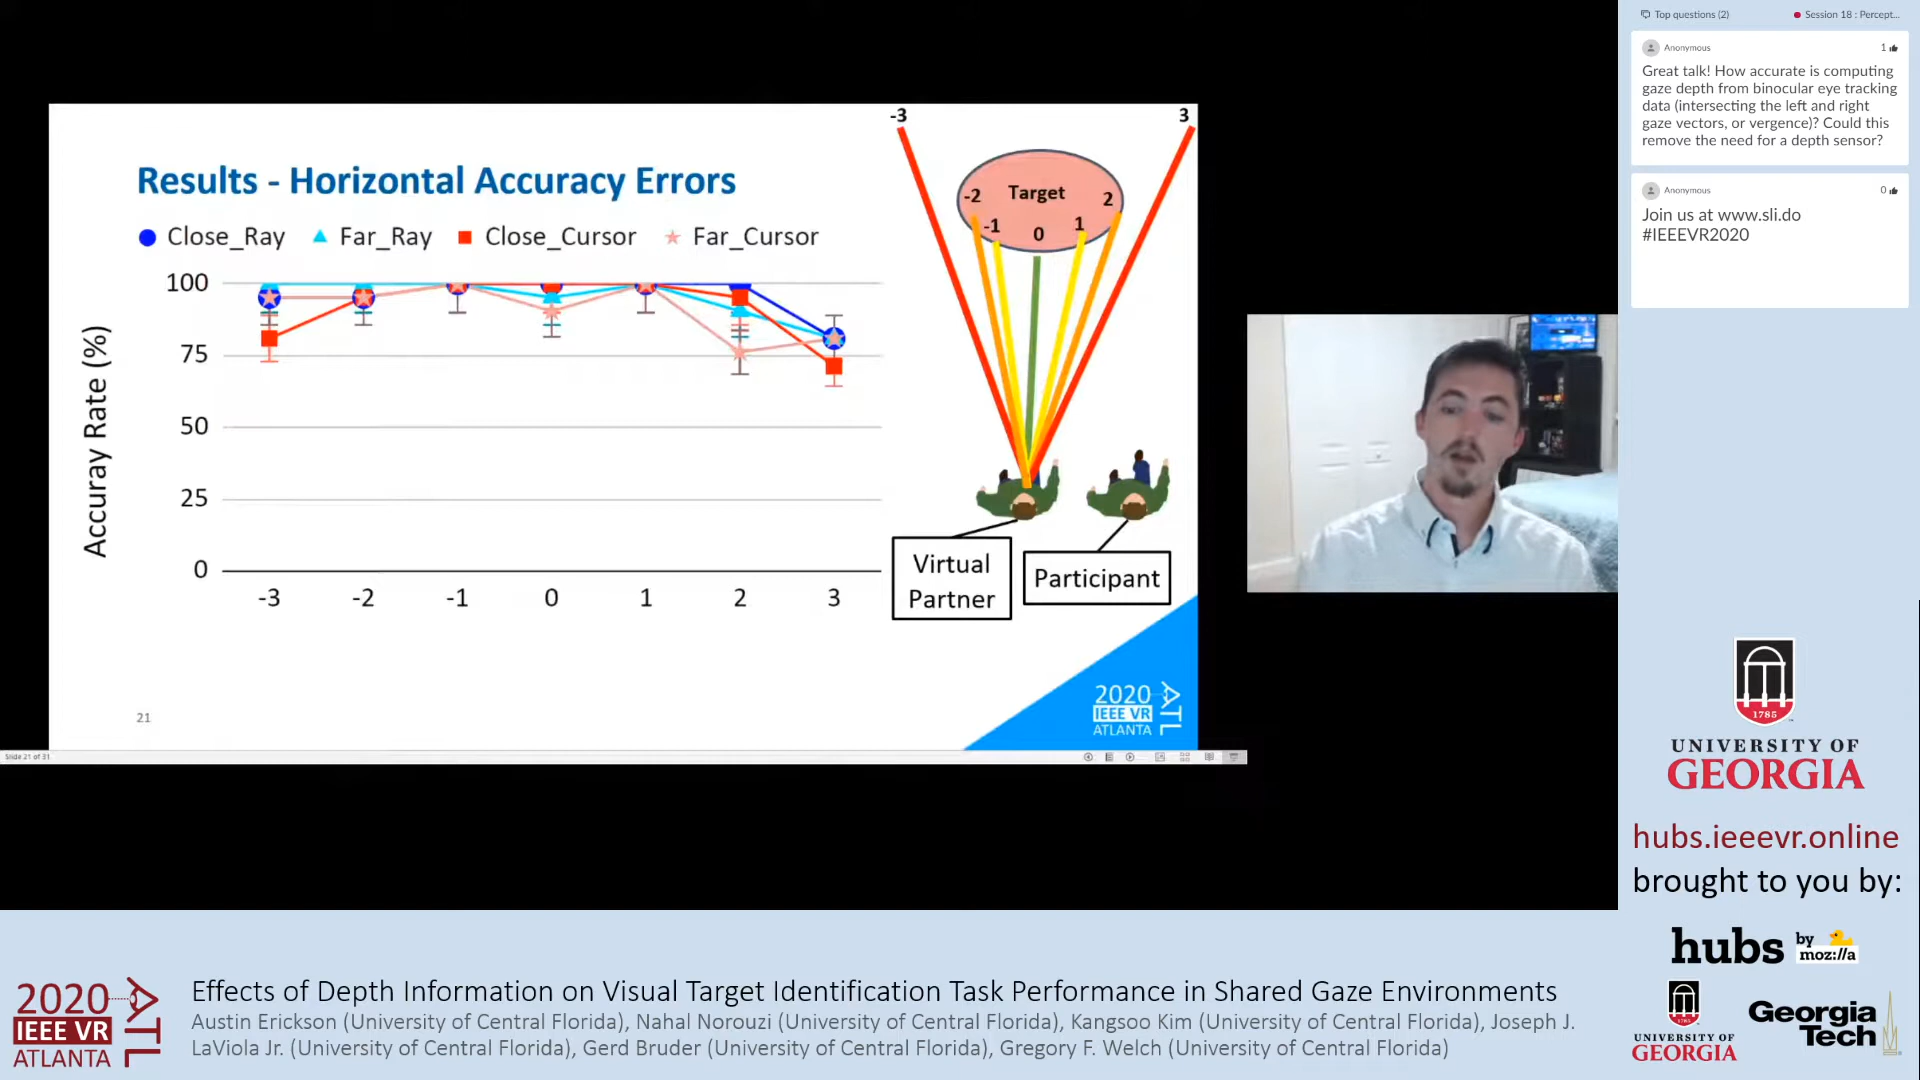 Results - Horizontal Accuracy Errors
Close_Ray Far_Ray Close_Cursor Far_Cursor
Accuray Rate (%)
100
75
50
25
0
-3 -2 -1 0 1 2 3
-3 3
Target
-2 2
-1 1
0
Virtual
Partner
Participant
21
2020
IEEE VR
ATLANTA
ATL
Slide 21 of 31
Top questions (2)
Session 18 : Percept...
Anonymous
1
Great talk! How accurate is computing
gaze depth from binocular eye tracking
data (intersecting the left and right
gaze vectors, or vergence)? Could this
remove the need for a depth sensor?
Anonymous
0
Join us at www.sli.do
#IEEEVR2020
1785
UNIVERSITY OF
GEORGIA
hubs.ieeevr.online
brought to you by:
hubs by
moz://a
UNIVERSITY OF
GEORGIA
Georgia
Tech
2020
IEEE VR
ATLANTA
ATL
Effects of Depth Information on Visual Target Identification Task Performance in Shared Gaze Environments
Austin Erickson (University of Central Florida), Nahal Norouzi (University of Central Florida), Kangsoo Kim (University of Central Florida), Joseph J.
LaViola Jr. (University of Central Florida), Gerd Bruder (University of Central Florida), Gregory F. Welch (University of Central Florida)